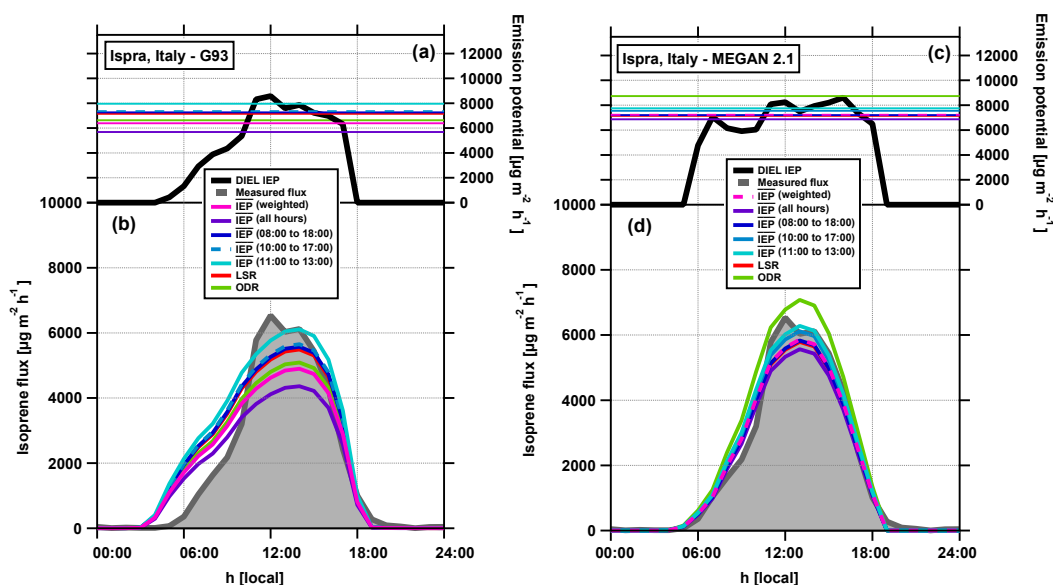 Ispra, Italy - G93
(a)
12000
10000
8000
6000
4000
2000
0
Emission potential [µg m⁻² h⁻¹]
DIEL IEP
Measured flux
IEP (weighted)
IEP (all hours)
IEP (08:00 to 18:00)
IEP (10:00 to 17:00)
IEP (11:00 to 13:00)
LSR
ODR
(b)
10000
8000
6000
4000
2000
0
Isoprene flux [µg m⁻² h⁻¹]
00:00 06:00 12:00 18:00 24:00
h [local]
Ispra, Italy - MEGAN 2.1
(c)
12000
10000
8000
6000
4000
2000
0
Emission potential [µg m⁻² h⁻¹]
DIEL IEP
Measured flux
IEP (weighted)
IEP (all hours)
IEP (08:00 to 18:00)
IEP (10:00 to 17:00)
IEP (11:00 to 13:00)
LSR
ODR
(d)
10000
8000
6000
4000
2000
0
Isoprene flux [µg m⁻² h⁻¹]
00:00 06:00 12:00 18:00 24:00
h [local]